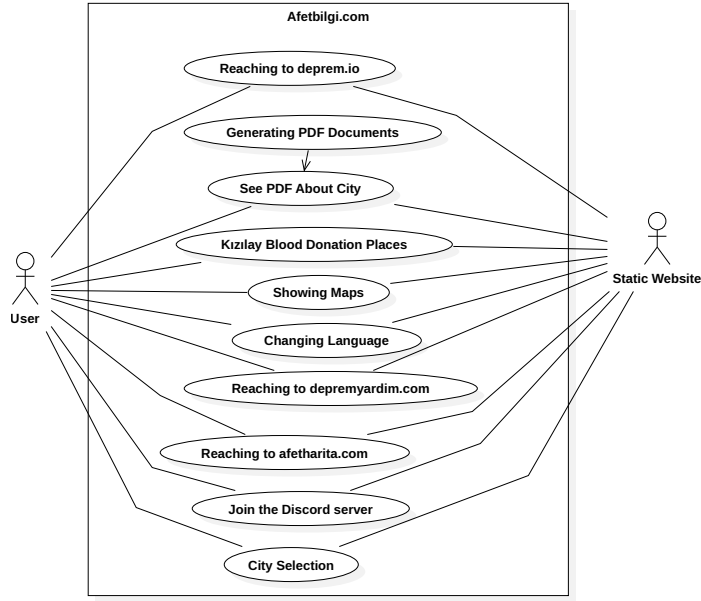 Afetbilgi.com
Reaching to deprem.io
Generating PDF Documents
See PDF About City
Kızılay Blood Donation Places
Showing Maps
Changing Language
Reaching to depremyardim.com
Reaching to afetharita.com
Join the Discord server
City Selection
User
Static Website